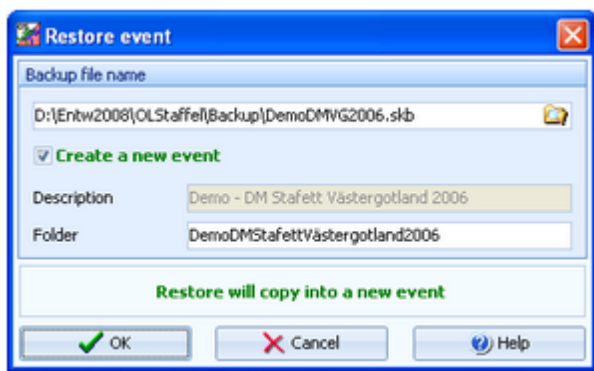 Restore event
Backup file name
D:\Entw2008\OLStaffel\Backup\DemoDMVG2006.skb
Create a new event
Description Demo - DM Stafett Västergotland 2006
Folder DemoDMStafettVästergotland2006
Restore will copy into a new event
OK Cancel Help